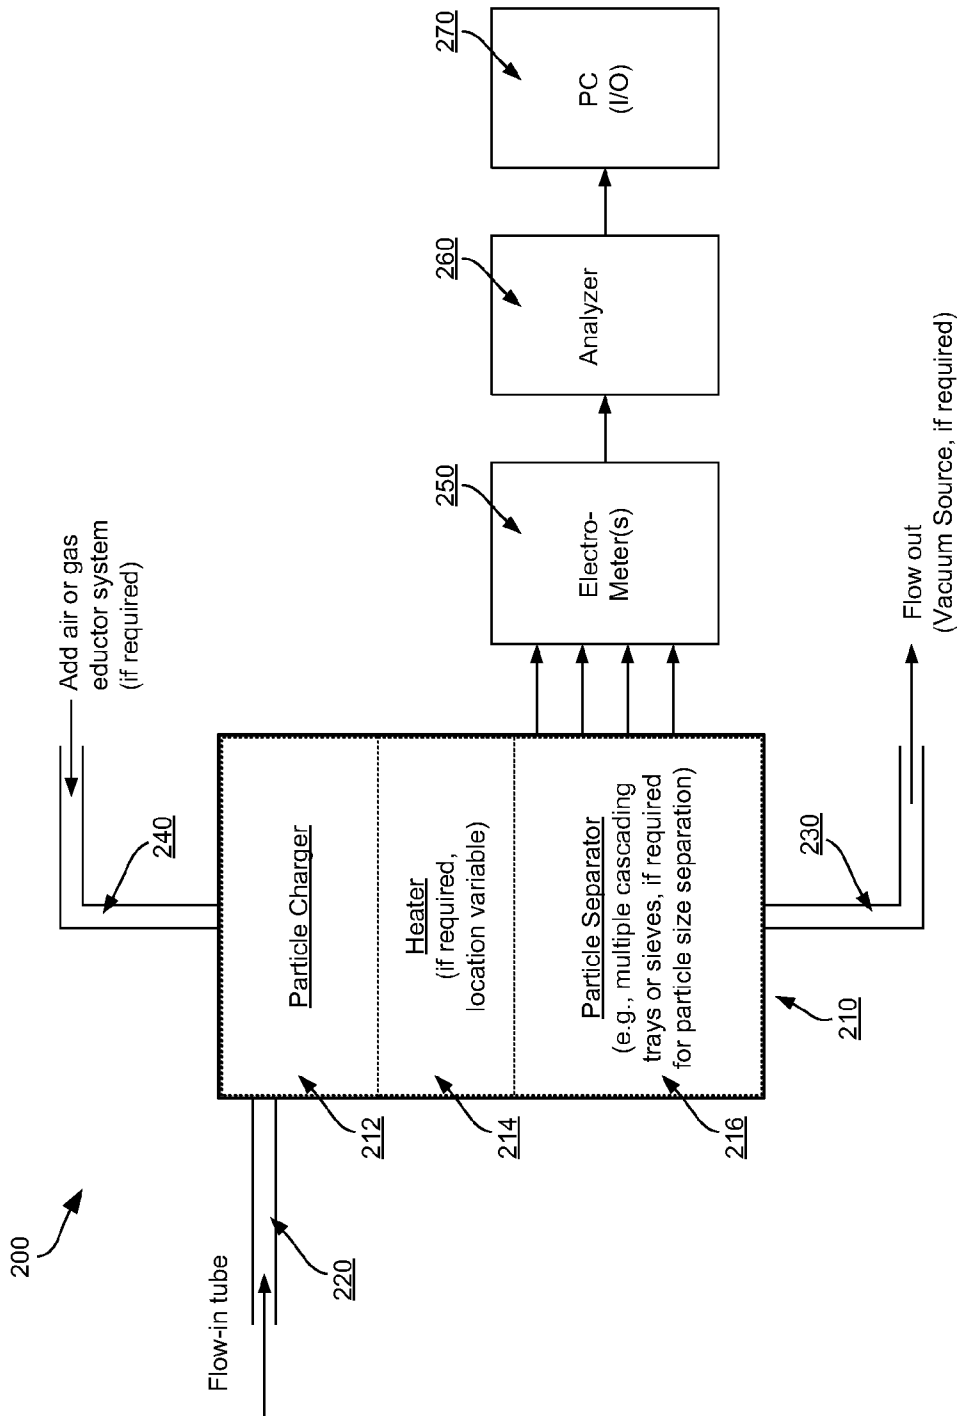 200
Flow-in tube
220
240
Add air or gas
eductor system
(if required)
212
Particle Charger
214
Heater
(if required,
location variable)
216
Particle Separator
(e.g., multiple cascading
trays or sieves, if required
for particle size separation)
210
230
Flow out
(Vacuum Source, if required)
250
Electro-
Meter(s)
260
Analyzer
270
PC
(I/O)